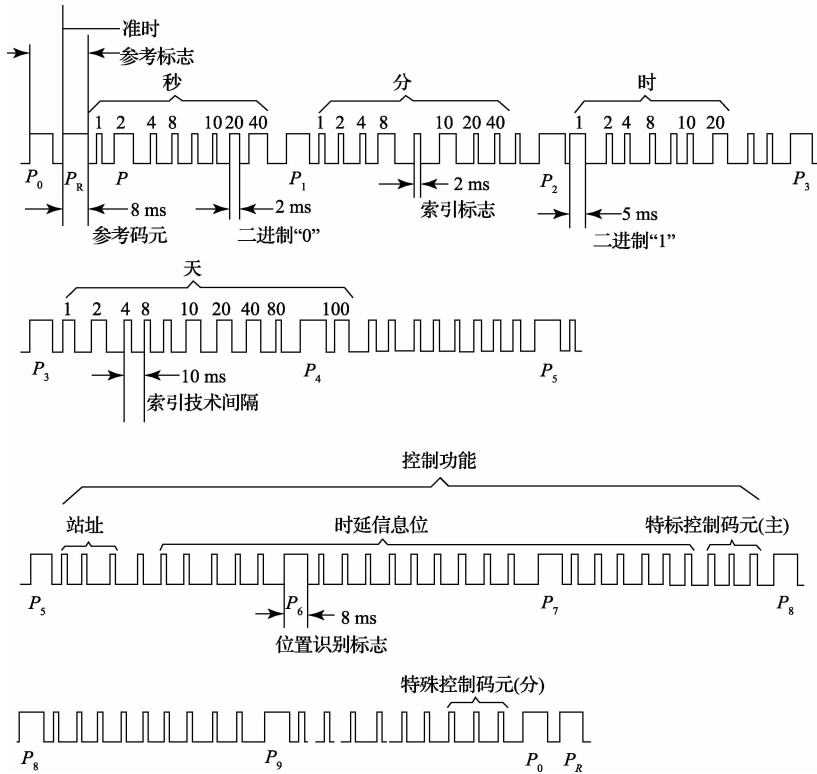 准时
参考标志
秒 分 时
1 2 4 8 10 20 40 1 2 4 8 10 20 40 1 2 4 8 10 20
P0 PR P P1 P2 P3
8 ms 2 ms 2 ms 5 ms
参考码元 二进制“0” 索引标志 二进制“1”
天
1 2 4 8 10 20 40 80 100
P3 P4 P5
10 ms
索引技术间隔
控制功能
站址 时延信息位 特标控制码元(主)
P5 P6 P7 P8
8 ms
位置识别标志
特殊控制码元(分)
P8 P9 P0 PR